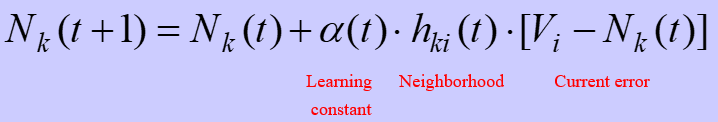 N_k(t+1) = N_k(t) + α(t) · h_ki(t) · [V_i − N_k(t)]
Learning constant
Neighborhood
Current error